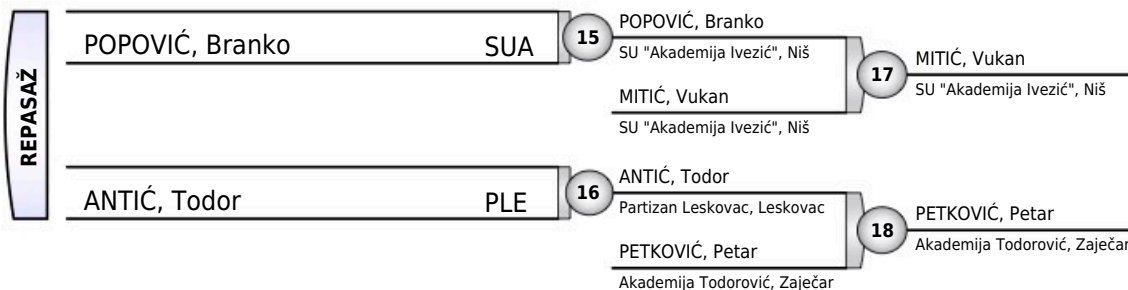 REPASAŽ
POPOVIĆ, Branko SUA
15
POPOVIĆ, Branko
SU "Akademija Ivezić", Niš
MITIĆ, Vukan
SU "Akademija Ivezić", Niš
17
MITIĆ, Vukan
SU "Akademija Ivezić", Niš
ANTIĆ, Todor PLE
16
ANTIĆ, Todor
Partizan Leskovac, Leskovac
PETKOVIĆ, Petar
Akademija Todorović, Zaječar
18
PETKOVIĆ, Petar
Akademija Todorović, Zaječar